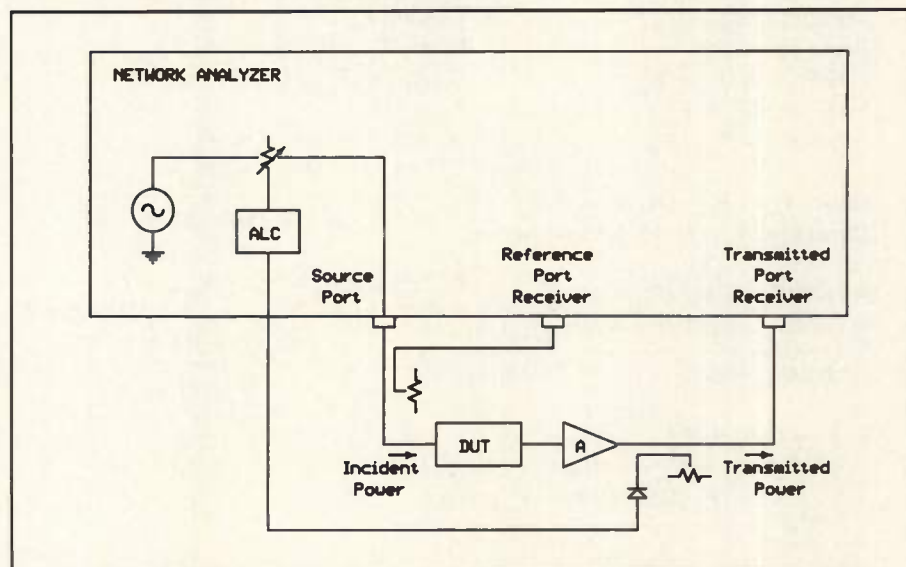 NETWORK ANALYZER
ALC
Source
Port
Reference
Port
Receiver
Transmitted
Port
Receiver
DUT
A
Incident
Power
Transmitted
Power